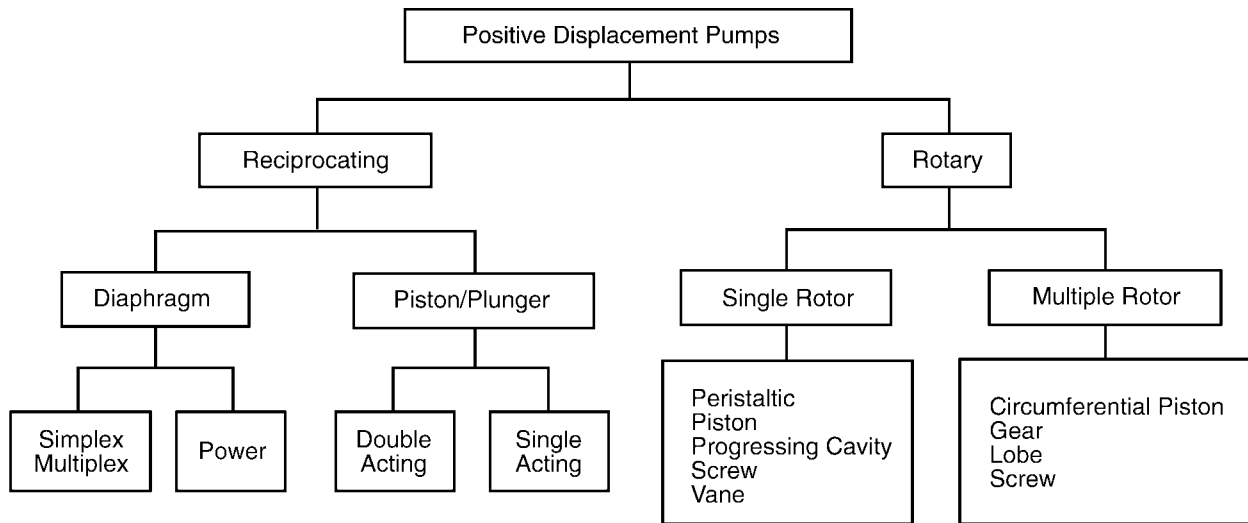 Positive Displacement Pumps
Reciprocating
Rotary
Diaphragm
Piston/Plunger
Single Rotor
Multiple Rotor
Simplex
Multiplex
Power
Double
Acting
Single
Acting
Peristaltic
Piston
Progressing Cavity
Screw
Vane
Circumferential Piston
Gear
Lobe
Screw